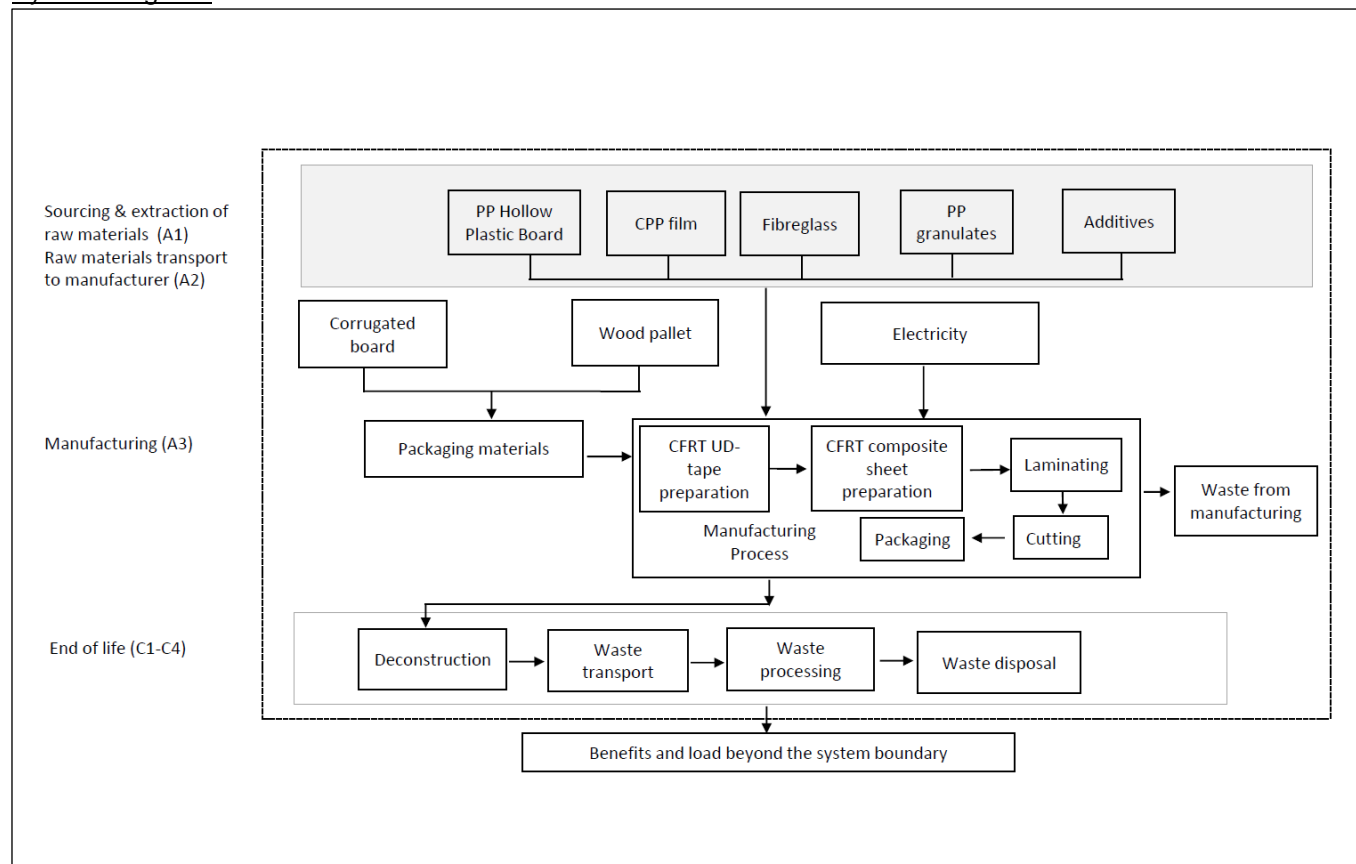 Sourcing & extraction of
raw materials (A1)
Raw materials transport
to manufacturer (A2)
PP Hollow
Plastic Board
CPP film
Fibreglass
PP
granulates
Additives
Corrugated
board
Wood pallet
Electricity
Manufacturing (A3)
Packaging materials
CFRT UD-
tape
preparation
CFRT composite
sheet
preparation
Laminating
Waste from
manufacturing
Manufacturing
Process
Packaging
Cutting
End of life (C1-C4)
Deconstruction
Waste
transport
Waste
processing
Waste disposal
Benefits and load beyond the system boundary